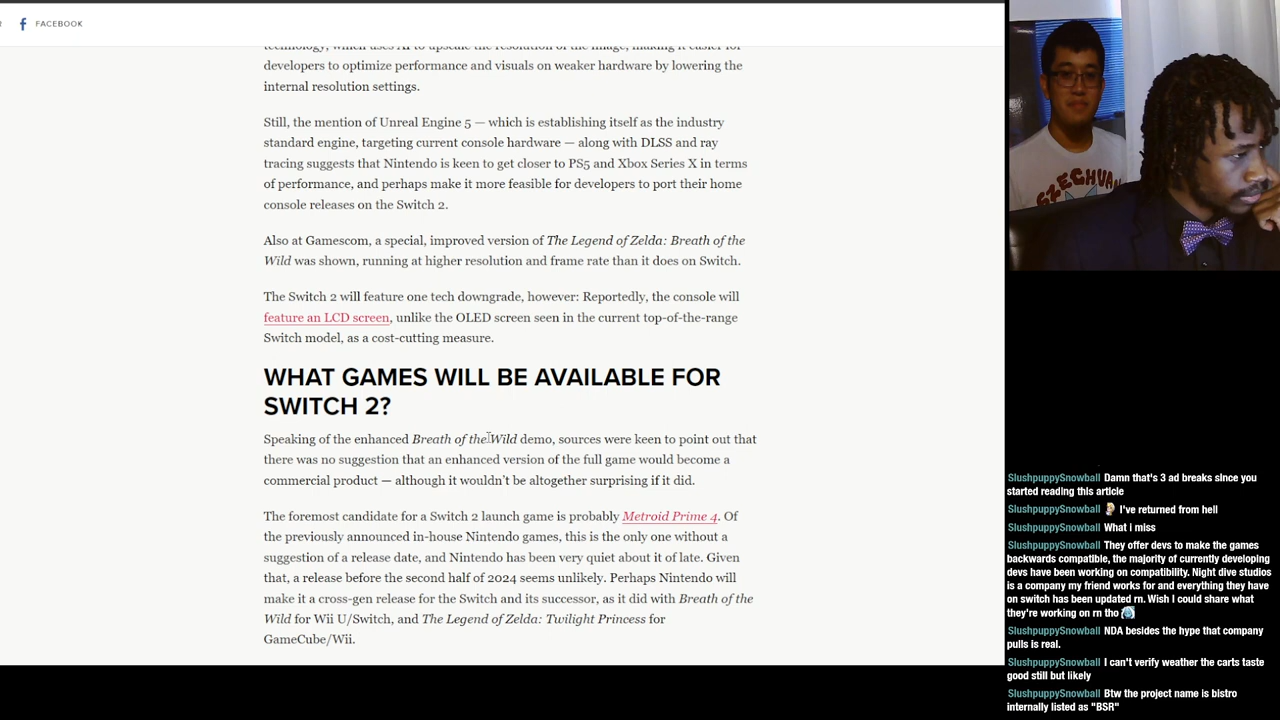 FACEBOOK
technology, which uses AI to upscale the resolution of the image, making it easier for
developers to optimize performance and visuals on weaker hardware by lowering the
internal resolution settings.
Still, the mention of Unreal Engine 5 — which is establishing itself as the industry
standard engine, targeting current console hardware — along with DLSS and ray
tracing suggests that Nintendo is keen to get closer to PS5 and Xbox Series X in terms
of performance, and perhaps make it more feasible for developers to port their home
console releases on the Switch 2.
Also at Gamescom, a special, improved version of The Legend of Zelda: Breath of the
Wild was shown, running at higher resolution and frame rate than it does on Switch.
The Switch 2 will feature one tech downgrade, however: Reportedly, the console will
feature an LCD screen, unlike the OLED screen seen in the current top-of-the-range
Switch model, as a cost-cutting measure.
WHAT GAMES WILL BE AVAILABLE FOR
SWITCH 2?
Speaking of the enhanced Breath of the Wild demo, sources were keen to point out that
there was no suggestion that an enhanced version of the full game would become a
commercial product — although it wouldn't be altogether surprising if it did.
The foremost candidate for a Switch 2 launch game is probably Metroid Prime 4. Of
the previously announced in-house Nintendo games, this is the only one without a
suggestion of a release date, and Nintendo has been very quiet about it of late. Given
that, a release before the second half of 2024 seems unlikely. Perhaps Nintendo will
make it a cross-gen release for the Switch and its successor, as it did with Breath of the
Wild for Wii U/Switch, and The Legend of Zelda: Twilight Princess for
GameCube/Wii.
SlushpuppySnowball Damn that's 3 ad breaks since you
started reading this article
SlushpuppySnowball I've returned from hell
SlushpuppySnowball What i miss
SlushpuppySnowball They offer devs to make the games
backwards compatible, the majority of currently developing
devs have been working on compatibility. Night dive studios
is a company my friend works for and everything they have
on switch has been updated rn. Wish I could share what
they're working on rn tho
SlushpuppySnowball NDA besides the hype that company
pulls is real.
SlushpuppySnowball I can't verify weather the carts taste
good still but likely
SlushpuppySnowball Btw the project name is bistro
internally listed as "BSR"